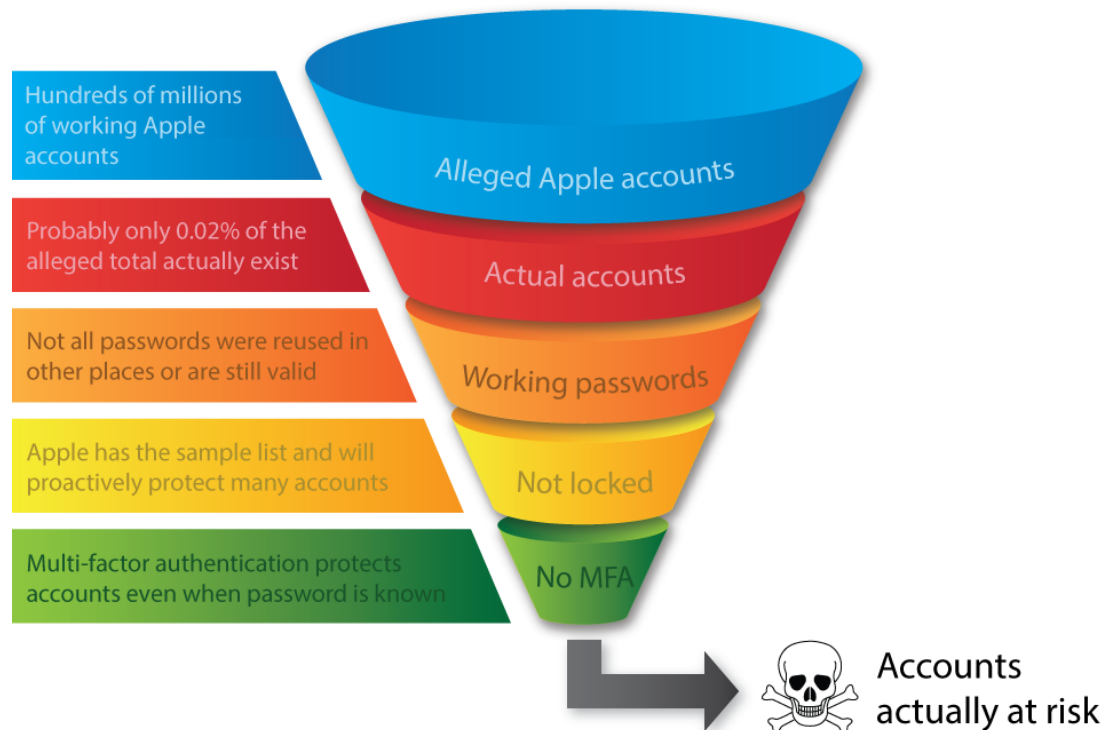 Hundreds of millions
of working Apple
accounts
Alleged Apple accounts
Probably only 0.02% of the
alleged total actually exist
Actual accounts
Not all passwords were reused in
other places or are still valid
Working passwords
Apple has the sample list and will
proactively protect many accounts
Not locked
Multi-factor authentication protects
accounts even when password is known
No MFA
Accounts
actually at risk